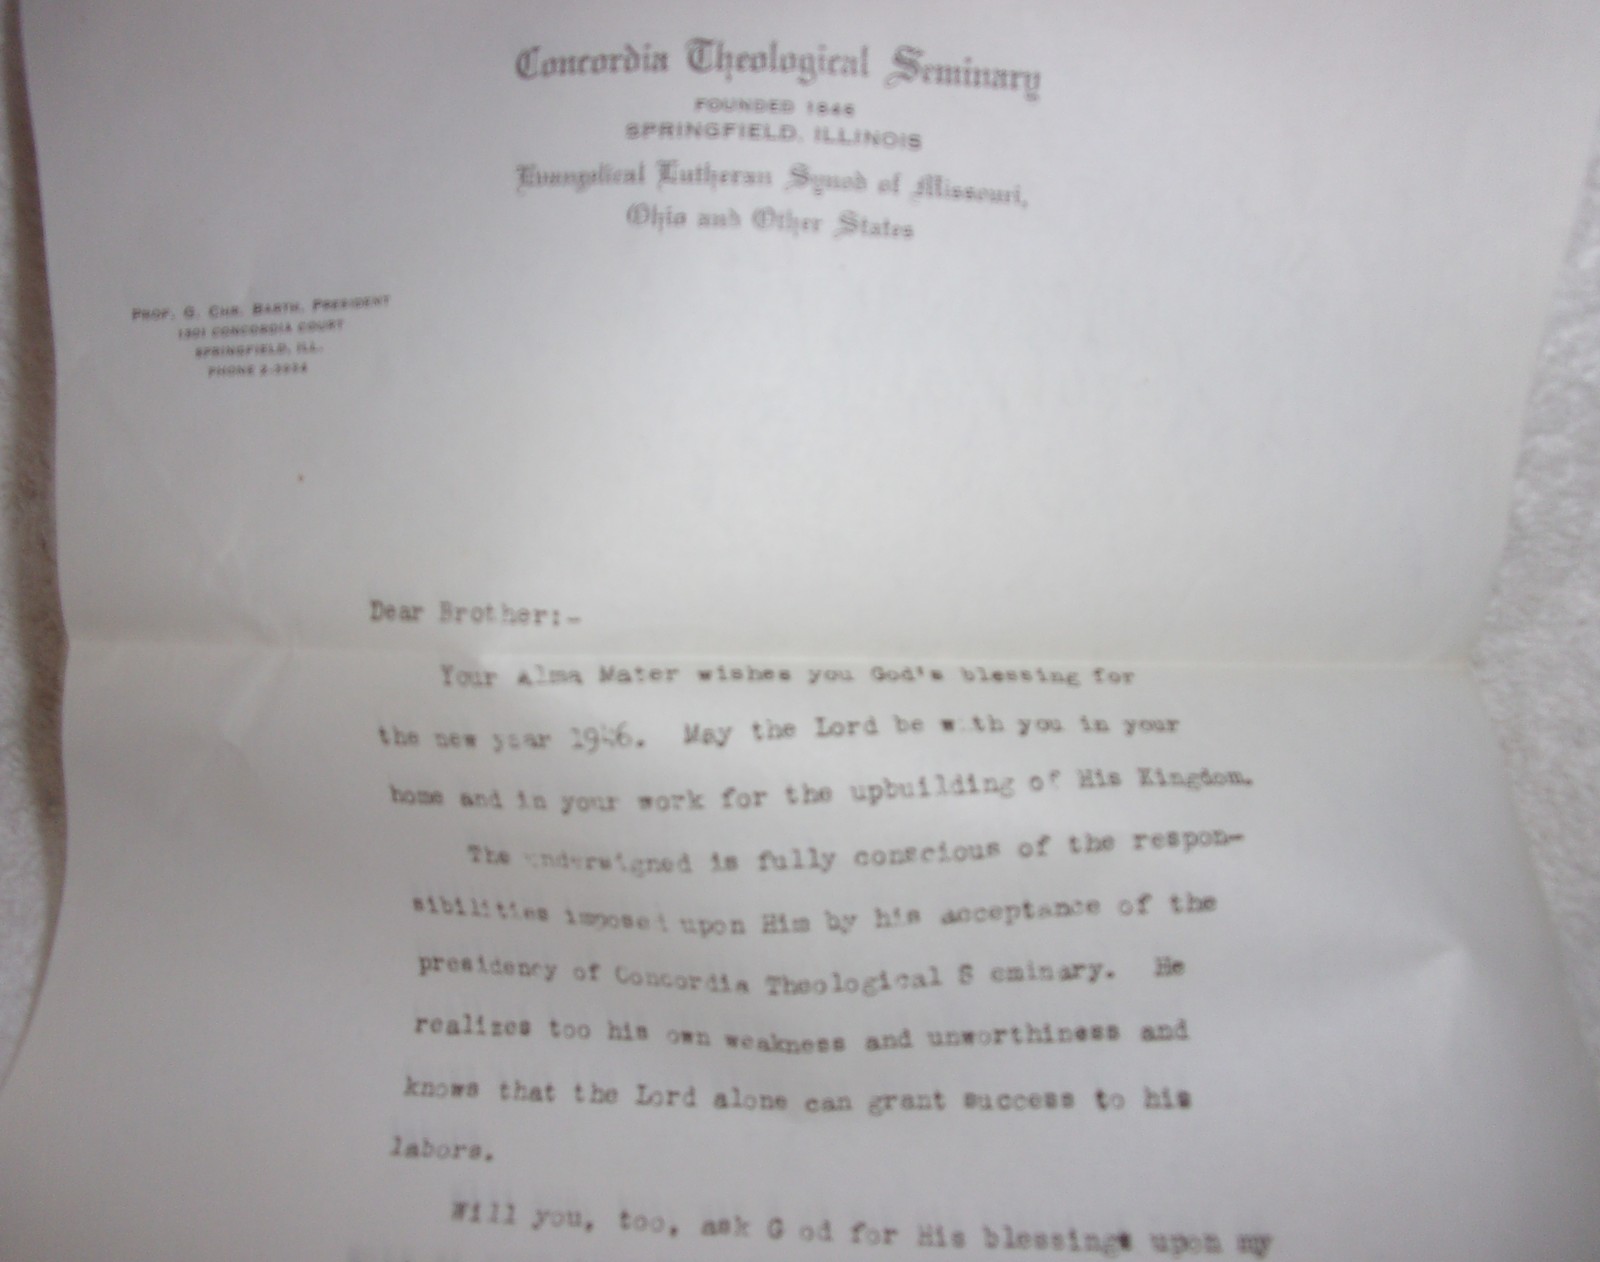 Concordia Theological Seminary
FOUNDED 1846
SPRINGFIELD, ILLINOIS
Evangelical Lutheran Synod of Missouri,
Ohio and Other States
PROF. G. CHR. BARTH, PRESIDENT
1301 CONCORDIA COURT
SPRINGFIELD, ILL.
PHONE
Dear Brother:-
Your Alma Mater wishes you God's blessing for
the new year 1946. May the Lord be with you in your
home and in your work for the upbuilding of His Kingdom.
The undersigned is fully conscious of the respon-
sibilities imposed upon Him by his acceptance of the
presidency of Concordia Theological S eminary. He
realizes too his own weakness and unworthiness and
knows that the Lord alone can grant success to his
labors.
Will you, too, ask G od for His blessings upon my